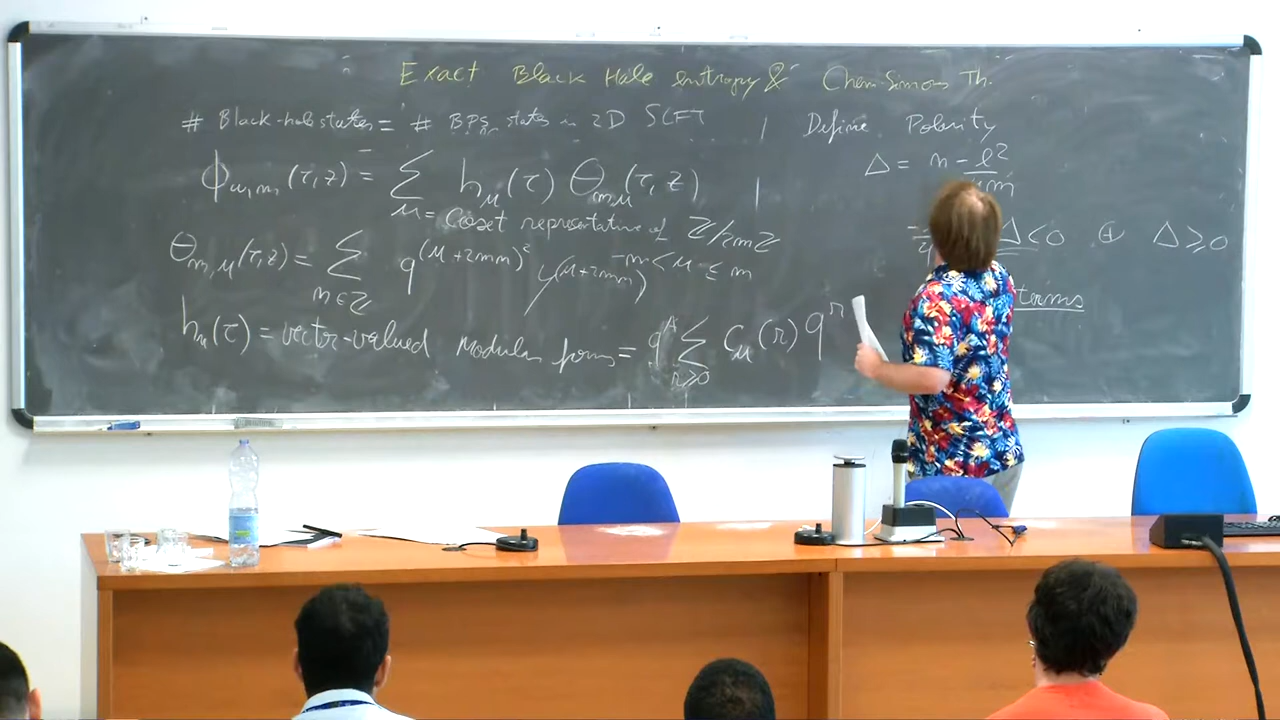 Exact Black Hole entropy & Chern-Simons Th.
# Black-hole states = # BPS states in 2D SCFT
ϕ_{w,m}(τ,z) = ∑ h_μ(τ) Θ_{m,μ}(τ,z)
μ = Coset representative of Z/2mZ
-m < μ ≤ m
Θ_{m,μ}(τ,z) = ∑_{n∈Z} q^{(μ+2mn)²} y^{(μ+2mn)}
h_μ(τ) = vector-valued Modular form = q^Δ ∑_{r≥0} C_μ(r) q^r
Define Polarity
Δ = n - ℓ²/4m
Δ<0 ⊕ Δ≥0
terms